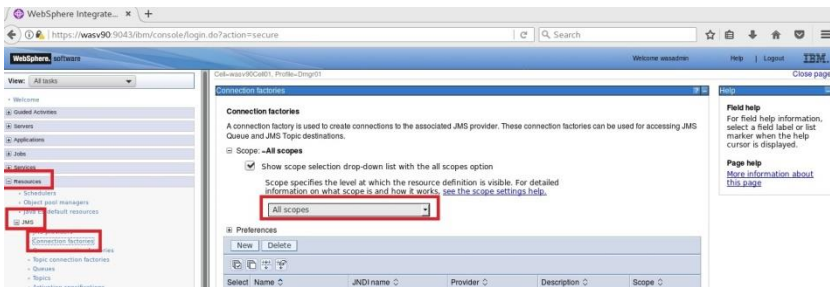 WebSphere Integrate... × +
https://wasv90:9043/ibm/console/login.do?action=secure
Search
WebSphere. software
Welcome wasadmin
Help | Logout
IBM.
View: All tasks
Cell=wasv90Cell01, Profile=Dmgr01
Close page
Welcome
Guided Activities
Servers
Applications
Jobs
Services
Resources
Schedulers
Object pool managers
JMS
Connection factories
Topic connection factories
Queues
Topics
Connection factories
Connection factories
A connection factory is used to create connections to the associated JMS provider. These connection factories can be used for accessing JMS
Queue and JMS Topic destinations.
Scope: =All scopes
Show scope selection drop-down list with the all scopes option
Scope specifies the level at which the resource definition is visible. For detailed
information on what scope is and how it works, see the scope settings
help.
All scopes
Preferences
New Delete
Select Name JNDI name Provider Description Scope
Help
Field help
For field help information,
select a field label or list
marker when the help
cursor is displayed.
Page help
More information about
this page